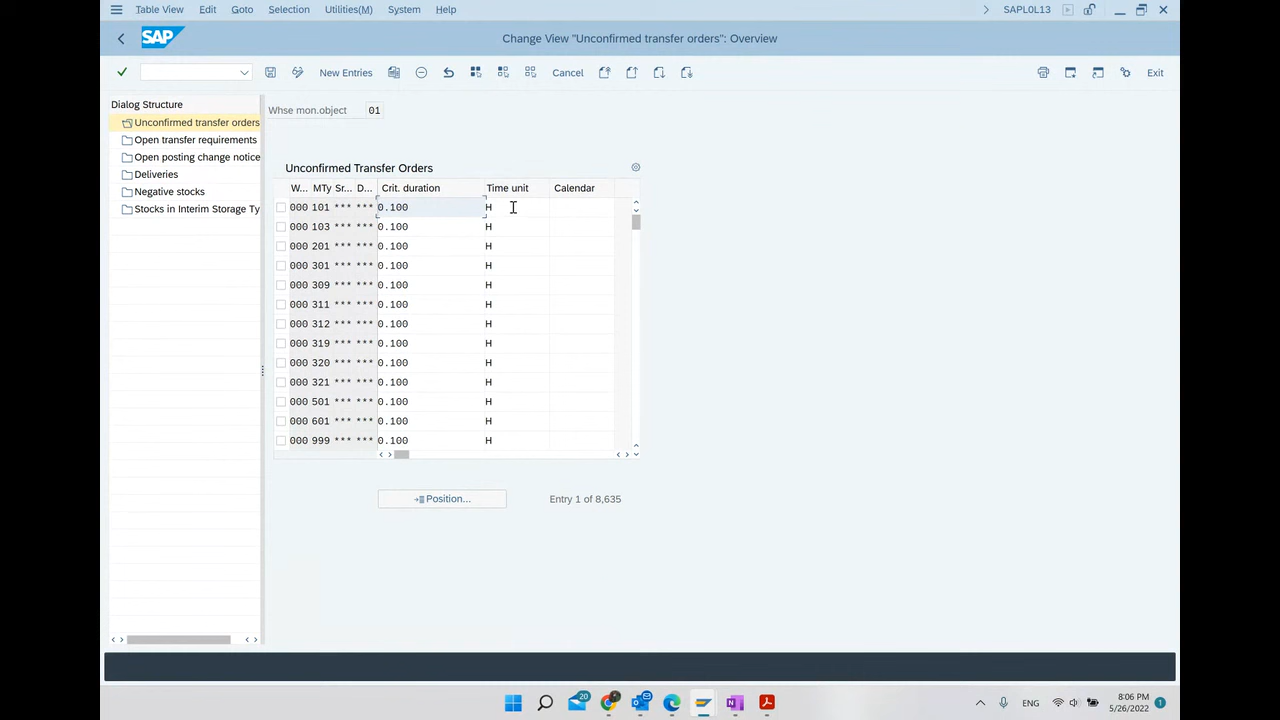 Table View Edit Goto Selection Utilities(M) System Help SAPL0L13
SAP Change View "Unconfirmed transfer orders": Overview
New Entries Cancel Exit
Dialog Structure
Unconfirmed transfer orders
Open transfer requirements
Open posting change notice
Deliveries
Negative stocks
Stocks in Interim Storage Ty
Whse mon.object 01
Unconfirmed Transfer Orders
W... MTy Sr... D... Crit. duration Time unit Calendar
000 101 *** *** 0.100 H
000 103 *** *** 0.100 H
000 201 *** *** 0.100 H
000 301 *** *** 0.100 H
000 309 *** *** 0.100 H
000 311 *** *** 0.100 H
000 312 *** *** 0.100 H
000 319 *** *** 0.100 H
000 320 *** *** 0.100 H
000 321 *** *** 0.100 H
000 501 *** *** 0.100 H
000 601 *** *** 0.100 H
000 999 *** *** 0.100 H
Position... Entry 1 of 8,635
20 ENG 8:06 PM
5/26/2022 1